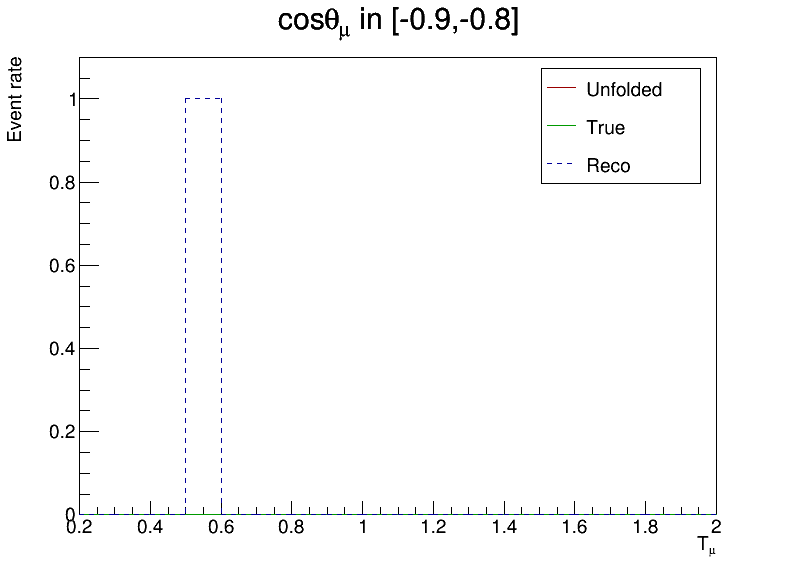 cosθμ in [-0.9,-0.8]
Event rate
Unfolded
True
Reco
1
0.8
0.6
0.4
0.2
0
0.2 0.4 0.6 0.8 1 1.2 1.4 1.6 1.8 2
Tμ